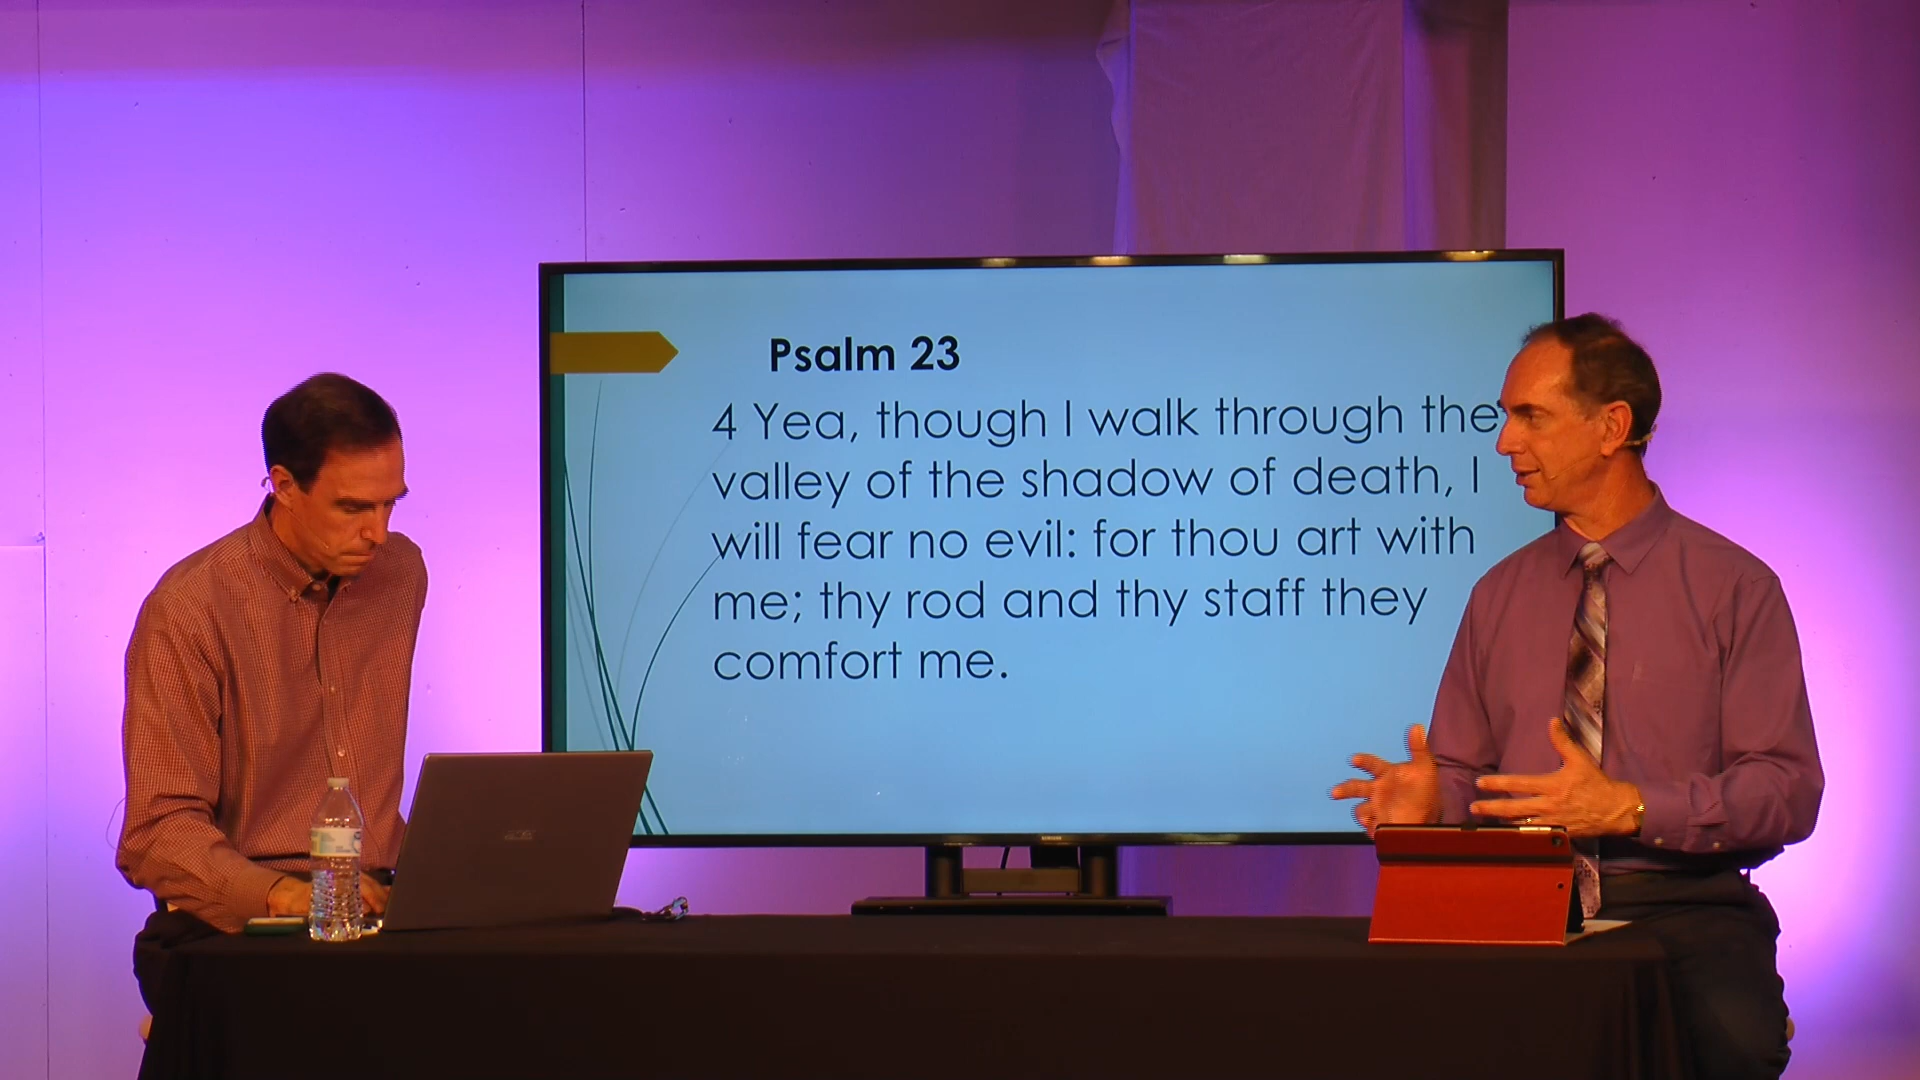 Psalm 23
4 Yea, though I walk through the
valley of the shadow of death, I
will fear no evil: for thou art with
me; thy rod and thy staff they
comfort me.
SAMSUNG